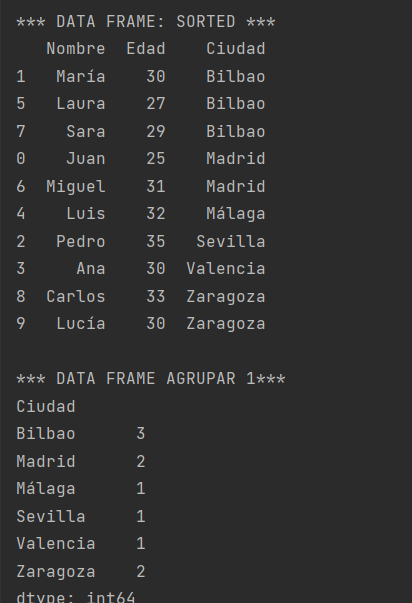 *** DATA FRAME: SORTED ***
   Nombre  Edad    Ciudad
1   María    30    Bilbao
5   Laura    27    Bilbao
7    Sara    29    Bilbao
0    Juan    25    Madrid
6  Miguel    31    Madrid
4    Luis    32    Málaga
2   Pedro    35   Sevilla
3     Ana    30  Valencia
8  Carlos    33  Zaragoza
9   Lucía    30  Zaragoza
*** DATA FRAME AGRUPAR 1***
Ciudad
Bilbao      3
Madrid      2
Málaga      1
Sevilla     1
Valencia    1
Zaragoza    2
dtype: int64